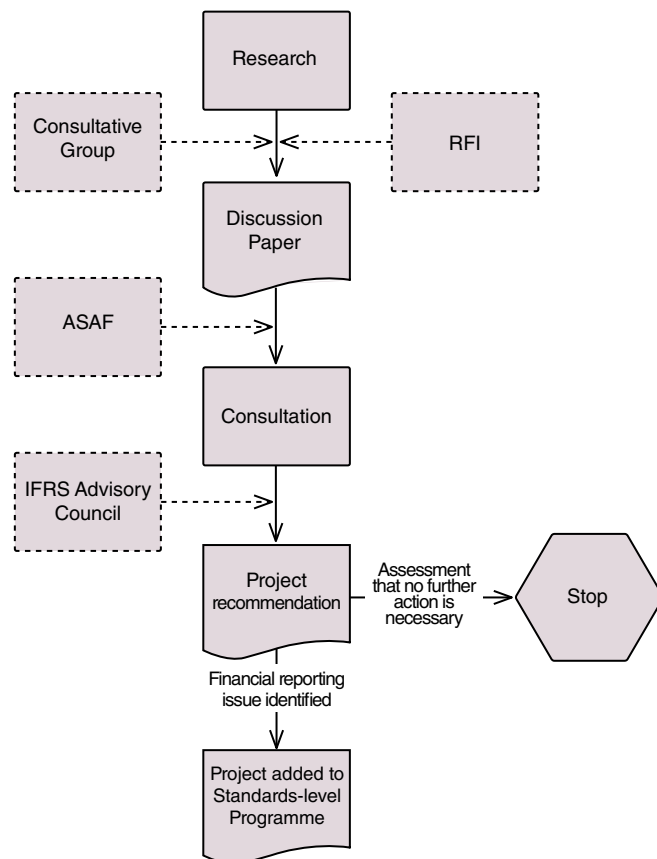 Research
Consultative
Group
RFI
Discussion
Paper
ASAF
Consultation
IFRS Advisory
Council
Project
recommendation
Assessment
that no further
action is
necessary
Stop
Financial reporting
issue identified
Project added to
Standards-level
Programme